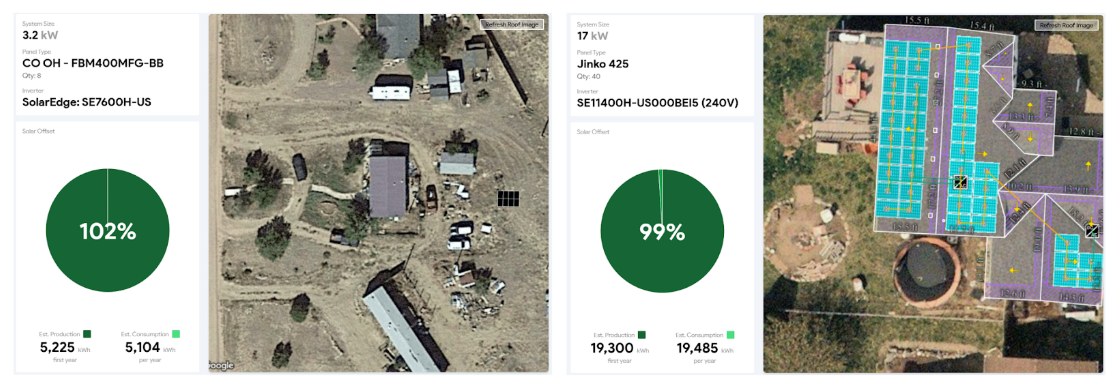 System Size
3.2 kW
Panel Type
CO OH - FBM400MFG-BB
Qty: 8
Inverter
SolarEdge: SE7600H-US
Solar Offset
102%
Est. Production
5,225 kWh
first year
Est. Consumption
5,104 kWh
per year
Refresh Roof Image
Google
System Size
17 kW
Panel Type
Jinko 425
Qty: 40
Inverter
SE11400H-US000BEI5 (240V)
Solar Offset
99%
Est. Production
19,300 kWh
first year
Est. Consumption
19,485 kWh
per year
Refresh Roof Image
15.5 ft
15.4 ft
12.8 ft
12.6 ft